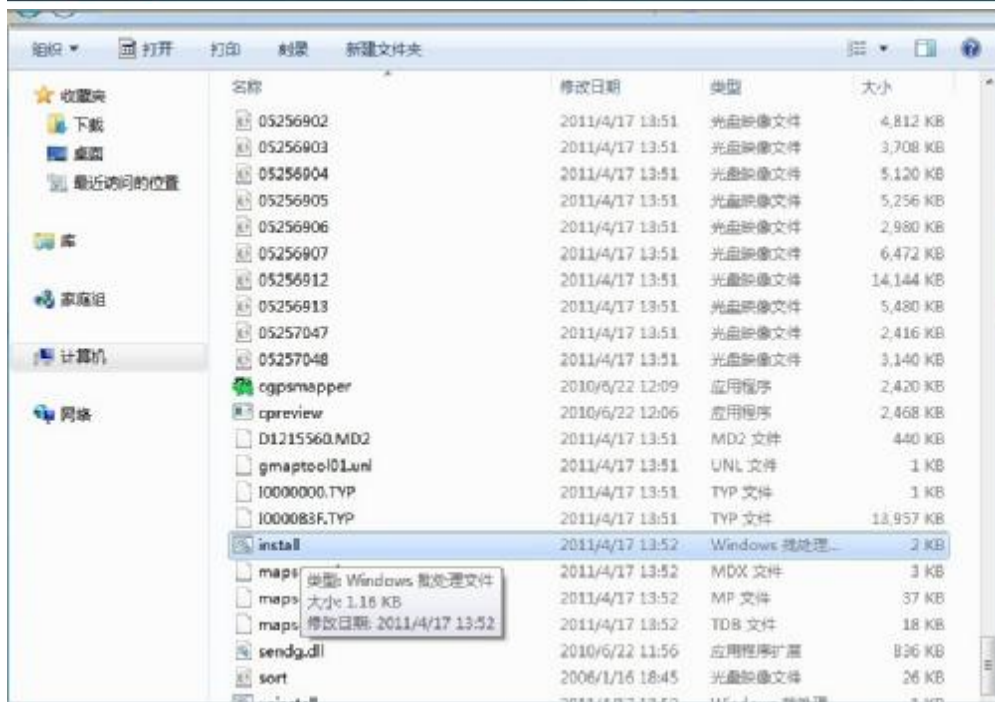 组织 打开 打印 刻录 新建文件夹
名称 修改日期 类型 大小
收藏夹
下载
桌面
最近访问的位置
库
家庭组
计算机
网络
05256902 2011/4/17 13:51 光盘映像文件 4,812 KB
05256903 2011/4/17 13:51 光盘映像文件 3,708 KB
05256904 2011/4/17 13:51 光盘映像文件 5,120 KB
05256905 2011/4/17 13:51 光盘映像文件 5,256 KB
05256906 2011/4/17 13:51 光盘映像文件 2,980 KB
05256907 2011/4/17 13:51 光盘映像文件 6,472 KB
05256912 2011/4/17 13:51 光盘映像文件 14,144 KB
05256913 2011/4/17 13:51 光盘映像文件 5,480 KB
05257047 2011/4/17 13:51 光盘映像文件 2,416 KB
05257048 2011/4/17 13:51 光盘映像文件 3,140 KB
cgpsmapper 2010/6/22 12:09 应用程序 2,420 KB
cpreview 2010/6/22 12:06 应用程序 2,468 KB
D1215560.MD2 2011/4/17 13:51 MD2 文件 440 KB
gmaptool01.unl 2011/4/17 13:51 UNL 文件 1 KB
I0000000.TYP 2011/4/17 13:51 TYP 文件 1 KB
I000083F.TYP 2011/4/17 13:51 TYP 文件 13,957 KB
install 2011/4/17 13:52 Windows 批处理... 2 KB
maps 2011/4/17 13:52 MDX 文件 3 KB
maps 2011/4/17 13:52 MP 文件 37 KB
maps 2011/4/17 13:52 TDB 文件 18 KB
类型: Windows 批处理文件
大小: 1.16 KB
修改日期: 2011/4/17 13:52
sendg.dll 2010/6/22 11:56 应用程序扩展 836 KB
sort 2006/1/16 18:45 光盘映像文件 26 KB